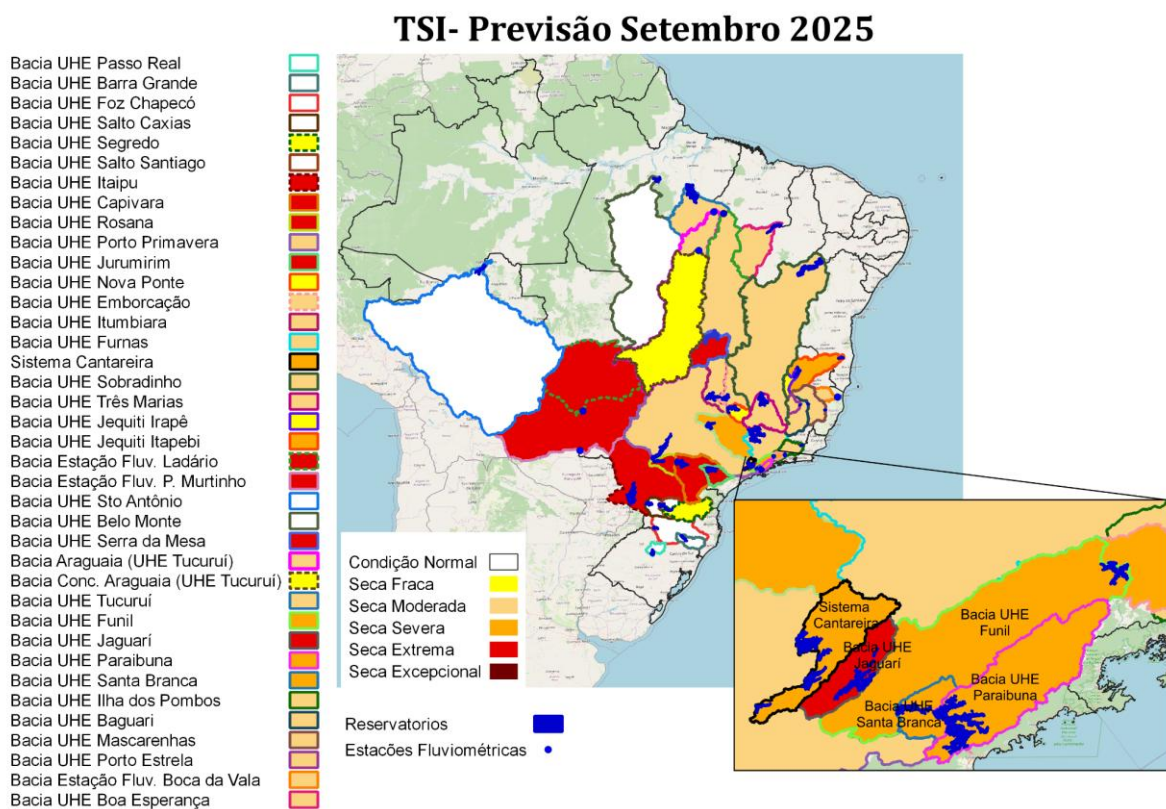 TSI- Previsão Setembro 2025
Bacia UHE Passo Real
Bacia UHE Barra Grande
Bacia UHE Foz Chapecó
Bacia UHE Salto Caxias
Bacia UHE Segredo
Bacia UHE Salto Santiago
Bacia UHE Itaipu
Bacia UHE Capivara
Bacia UHE Rosana
Bacia UHE Porto Primavera
Bacia UHE Jurumirim
Bacia UHE Nova Ponte
Bacia UHE Emborcação
Bacia UHE Itumbiara
Bacia UHE Furnas
Sistema Cantareira
Bacia UHE Sobradinho
Bacia UHE Três Marias
Bacia UHE Jequiti Irapê
Bacia UHE Jequiti Itapebi
Bacia Estação Fluv. Ladário
Bacia Estação Fluv. P. Murtinho
Bacia UHE Sto Antônio
Bacia UHE Belo Monte
Bacia UHE Serra da Mesa
Bacia Araguaia (UHE Tucuruí)
Bacia Conc. Araguaia (UHE Tucuruí)
Bacia UHE Tucuruí
Bacia UHE Funil
Bacia UHE Jaguarí
Bacia UHE Paraibuna
Bacia UHE Santa Branca
Bacia UHE Ilha dos Pombos
Bacia UHE Baguari
Bacia UHE Mascarenhas
Bacia UHE Porto Estrela
Bacia Estação Fluv. Boca da Vala
Bacia UHE Boa Esperança
Condição Normal
Seca Fraca
Seca Moderada
Seca Severa
Seca Extrema
Seca Excepcional
Reservatorios
Estacões Fluviométricas
Sistema
Cantareira
Bacia UHE
Jaguarí
Bacia UHE
Funil
Bacia UHE
Paraibuna
Bacia UHE
Santa Branca